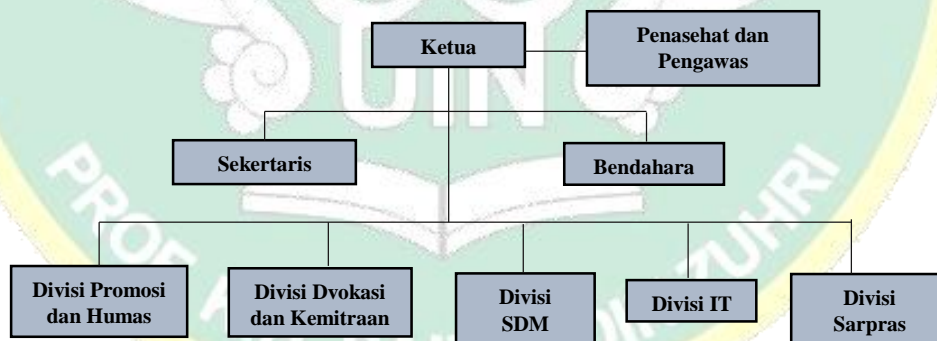 Ketua
Penasehat dan
Pengawas
UIN
Sekertaris
Bendahara
Divisi Promosi
dan Humas
Divisi Dvokasi
dan Kemitraan
Divisi
SDM
Divisi IT
Divisi
Sarpras